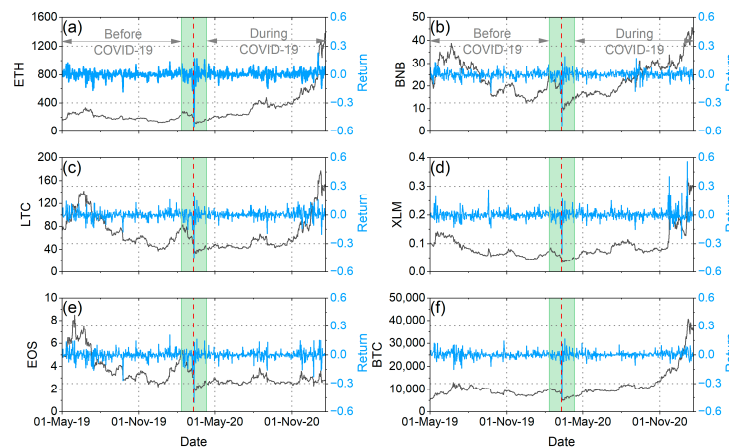 (a)
Before
COVID-19
During
COVID-19
1600
1200
800
400
0
ETH
0.6
0.3
0.0
-0.3
-0.6
Return
(b)
Before
COVID-19
During
COVID-19
50
40
30
20
10
0
BNB
0.6
0.3
0.0
-0.3
-0.6
Return
(c)
200
160
120
80
40
0
LTC
0.6
0.3
0.0
-0.3
-0.6
Return
(d)
0.4
0.3
0.2
0.1
0.0
XLM
0.6
0.3
0.0
-0.3
-0.6
Return
(e)
10
8
6
4
2
0
EOS
0.6
0.3
0.0
-0.3
-0.6
Return
01-May-19 01-Nov-19 01-May-20 01-Nov-20
Date
(f)
50,000
40,000
30,000
20,000
10,000
0
BTC
0.6
0.3
0.0
-0.3
-0.6
Return
01-May-19 01-Nov-19 01-May-20 01-Nov-20
Date